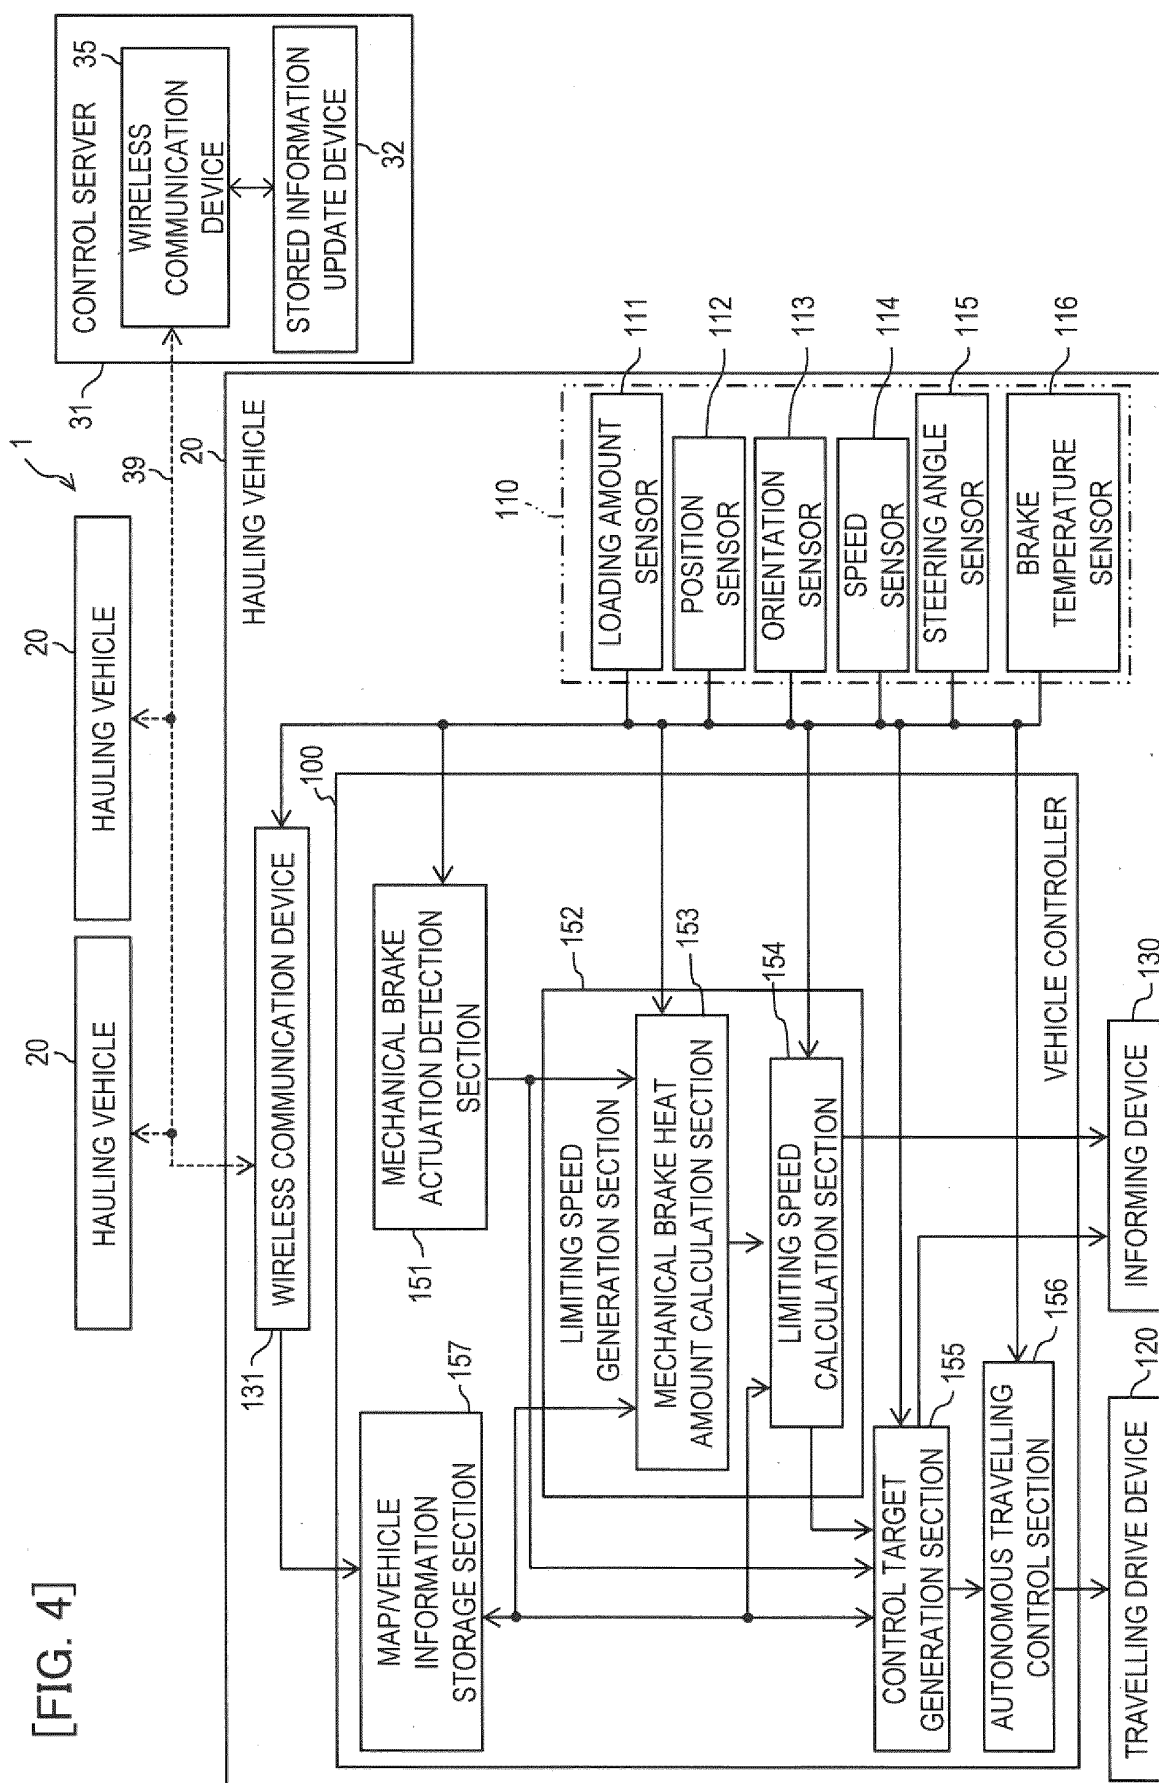 [FIG. 4]
1
20
HAULING VEHICLE
20
HAULING VEHICLE
39
31
CONTROL SERVER
35
WIRELESS
COMMUNICATION
DEVICE
STORED INFORMATION
UPDATE DEVICE
32
20
HAULING VEHICLE
131
WIRELESS COMMUNICATION DEVICE
100
MAP/VEHICLE
INFORMATION
STORAGE SECTION
157
151
MECHANICAL BRAKE
ACTUATION DETECTION
SECTION
152
LIMITING SPEED
GENERATION SECTION
153
MECHANICAL BRAKE HEAT
AMOUNT CALCULATION SECTION
154
LIMITING SPEED
CALCULATION SECTION
CONTROL TARGET
GENERATION SECTION
155
AUTONOMOUS TRAVELLING
CONTROL SECTION
156
VEHICLE CONTROLLER
110
LOADING AMOUNT
SENSOR
111
POSITION
SENSOR
112
ORIENTATION
SENSOR
113
SPEED
SENSOR
114
STEERING ANGLE
SENSOR
115
BRAKE
TEMPERATURE
SENSOR
116
TRAVELLING DRIVE DEVICE
120
INFORMING DEVICE
130